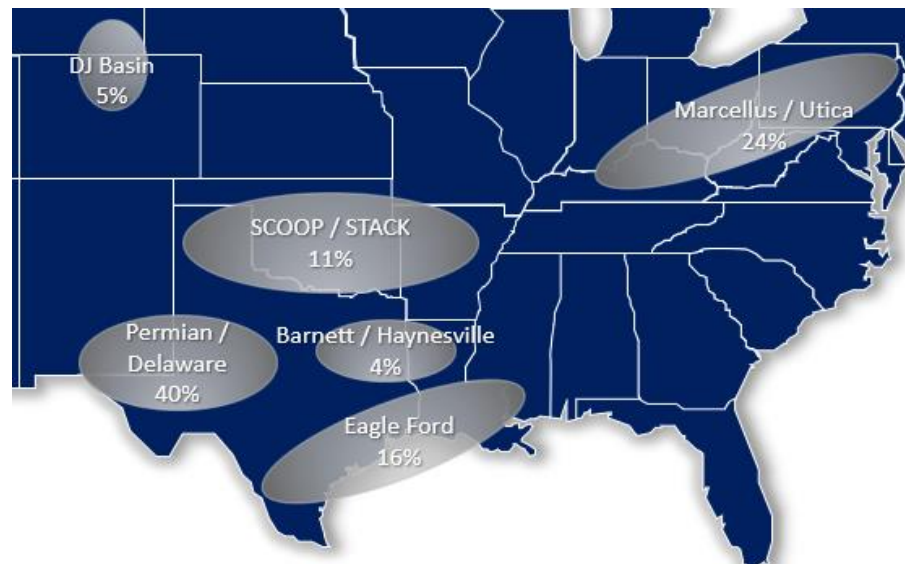 DJ Basin
5%
Marcellus / Utica
24%
SCOOP / STACK
11%
Permian /
Delaware
40%
Barnett / Haynesville
4%
Eagle Ford
16%